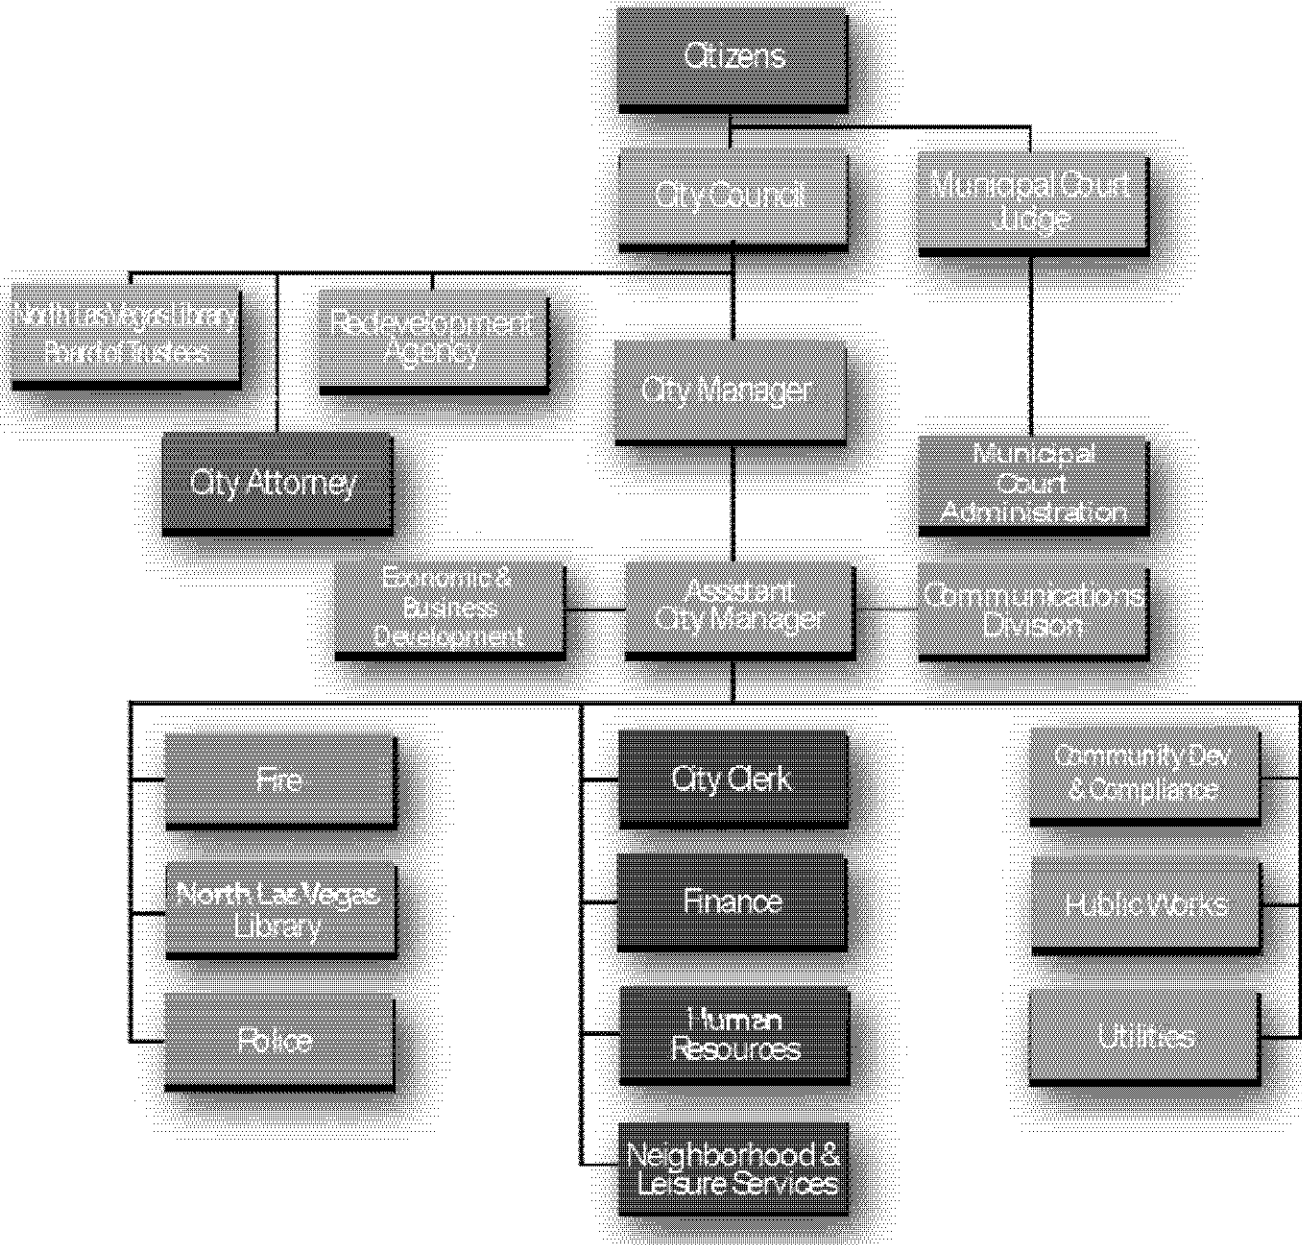 Citizens
City Council
Municipal Court
Judge
North Las Vegas Library
Board of Trustees
Redevelopment
Agency
City Manager
City Attorney
Municipal
Court
Administration
Economic &
Business
Development
Assistant
City Manager
Communications
Division
Fire
City Clerk
Community Dev.
& Compliance
North Las Vegas
Library
Finance
Public Works
Police
Human
Resources
Utilities
Neighborhood &
Leisure Services